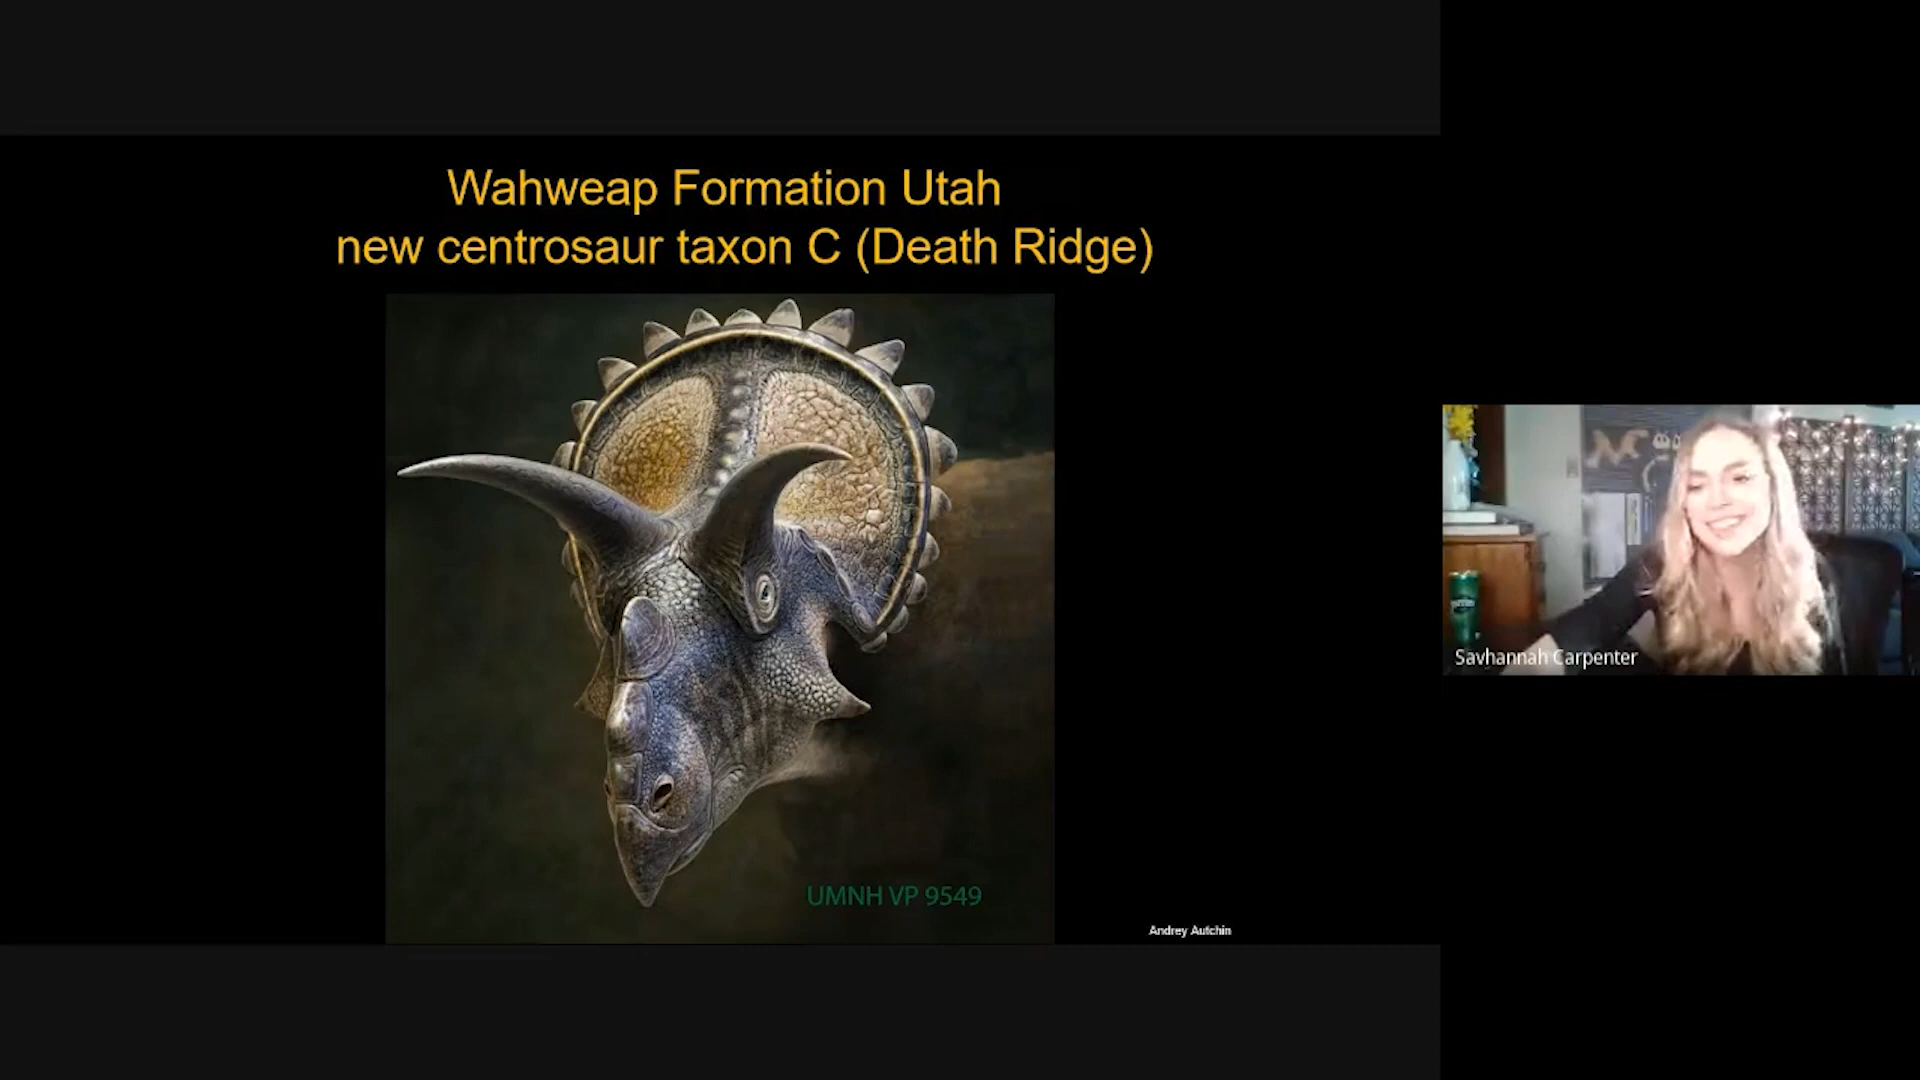 Wahweap Formation Utah
new centrosaur taxon C (Death Ridge)
UMNH VP 9549
Andrey Autchin
Savhannah Carpenter